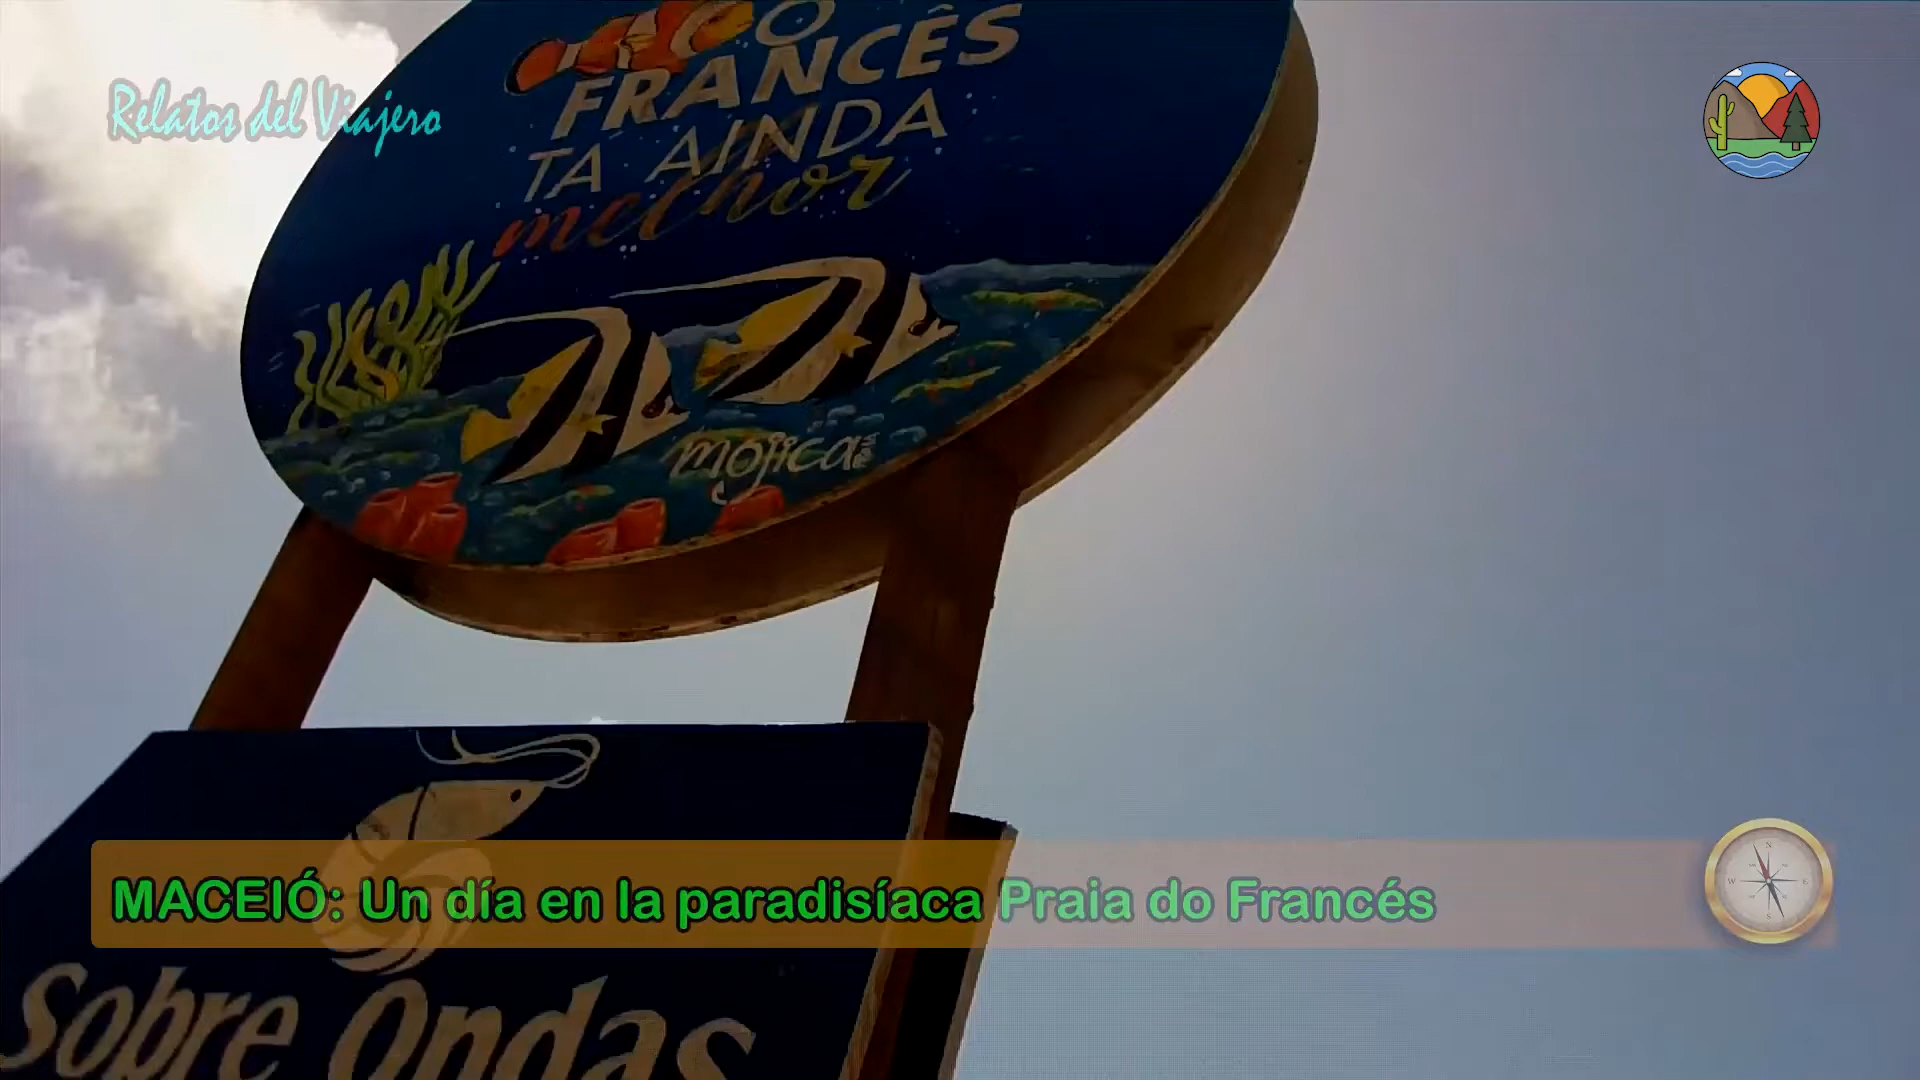 Relatos del Viajero
FRANCÊS
TA AINDA
melhor
mojica
MACEIÓ: Un día en la paradisíaca Praia do Francés
Sobre Ondas
N
W
E
S